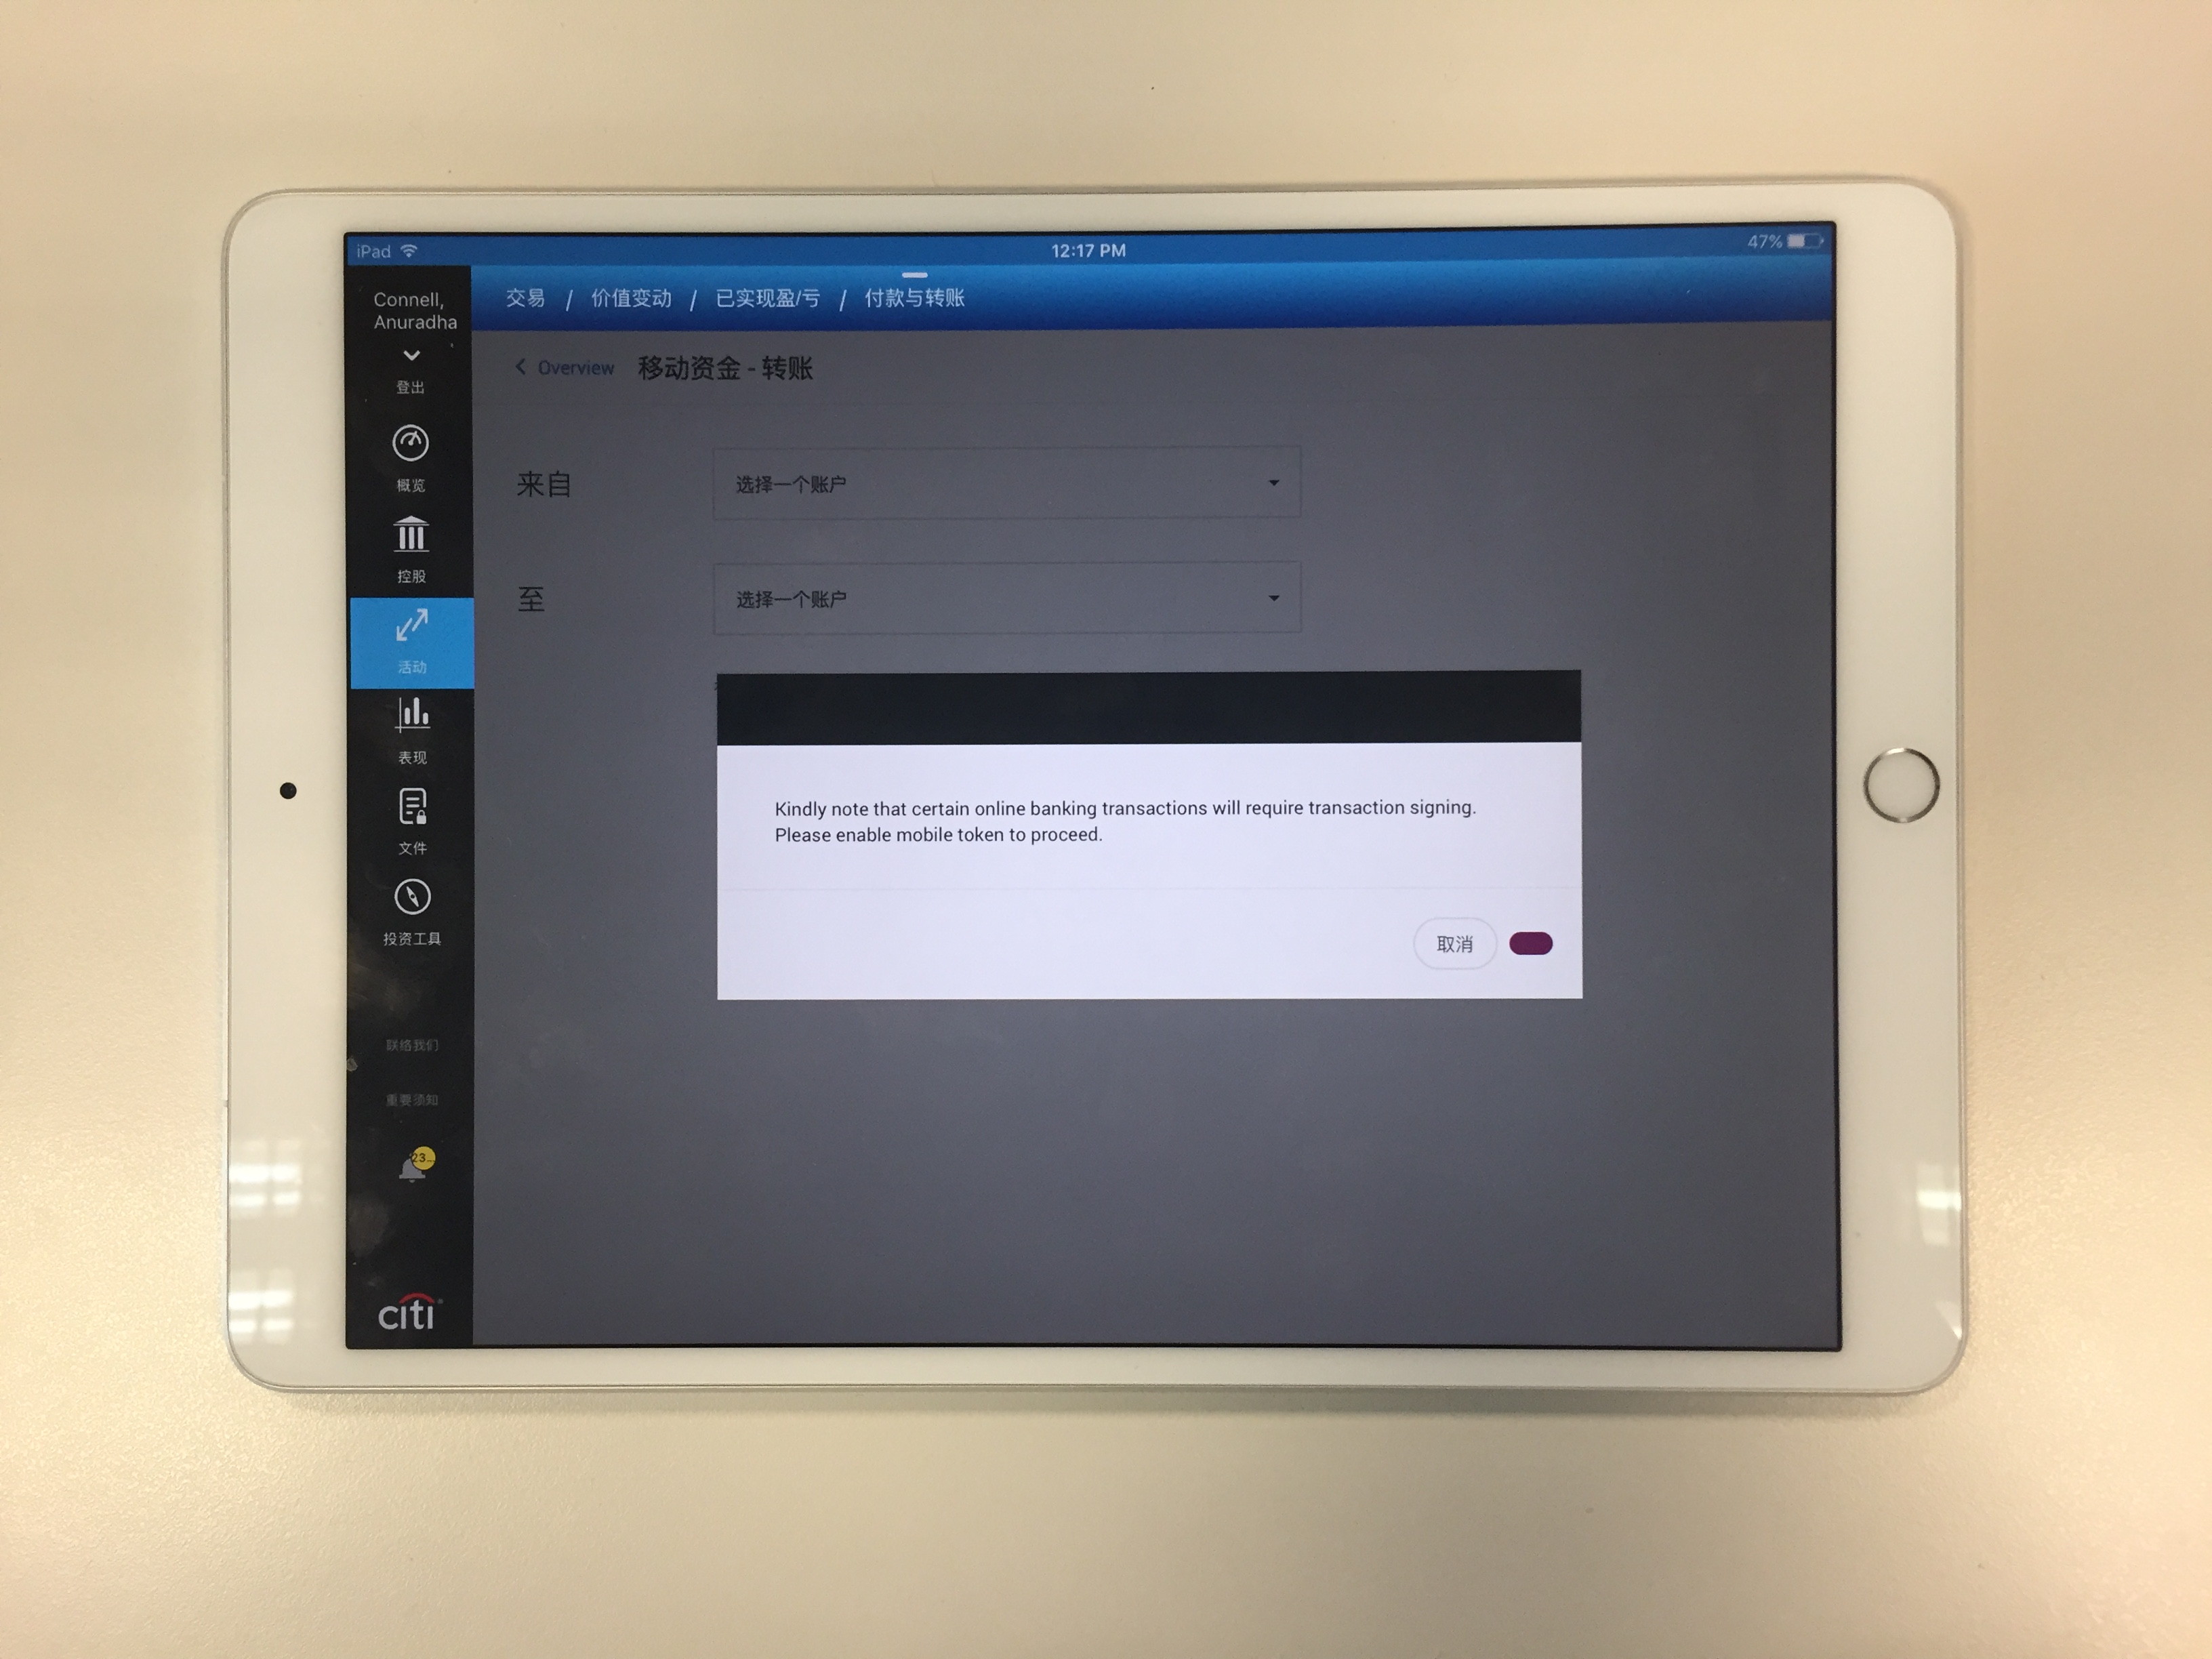 iPad
12:17 PM
47%
Connell,
Anuradha
登出
概览
控股
活动
表现
文件
投资工具
联络我们
重要须知
23
citi
交易 / 价值变动 / 已实现盈/亏 / 付款与转账
Overview 移动资金 - 转账
来自 选择一个账户
至 选择一个账户
Kindly note that certain online banking transactions will require transaction signing.
Please enable mobile token to proceed.
取消